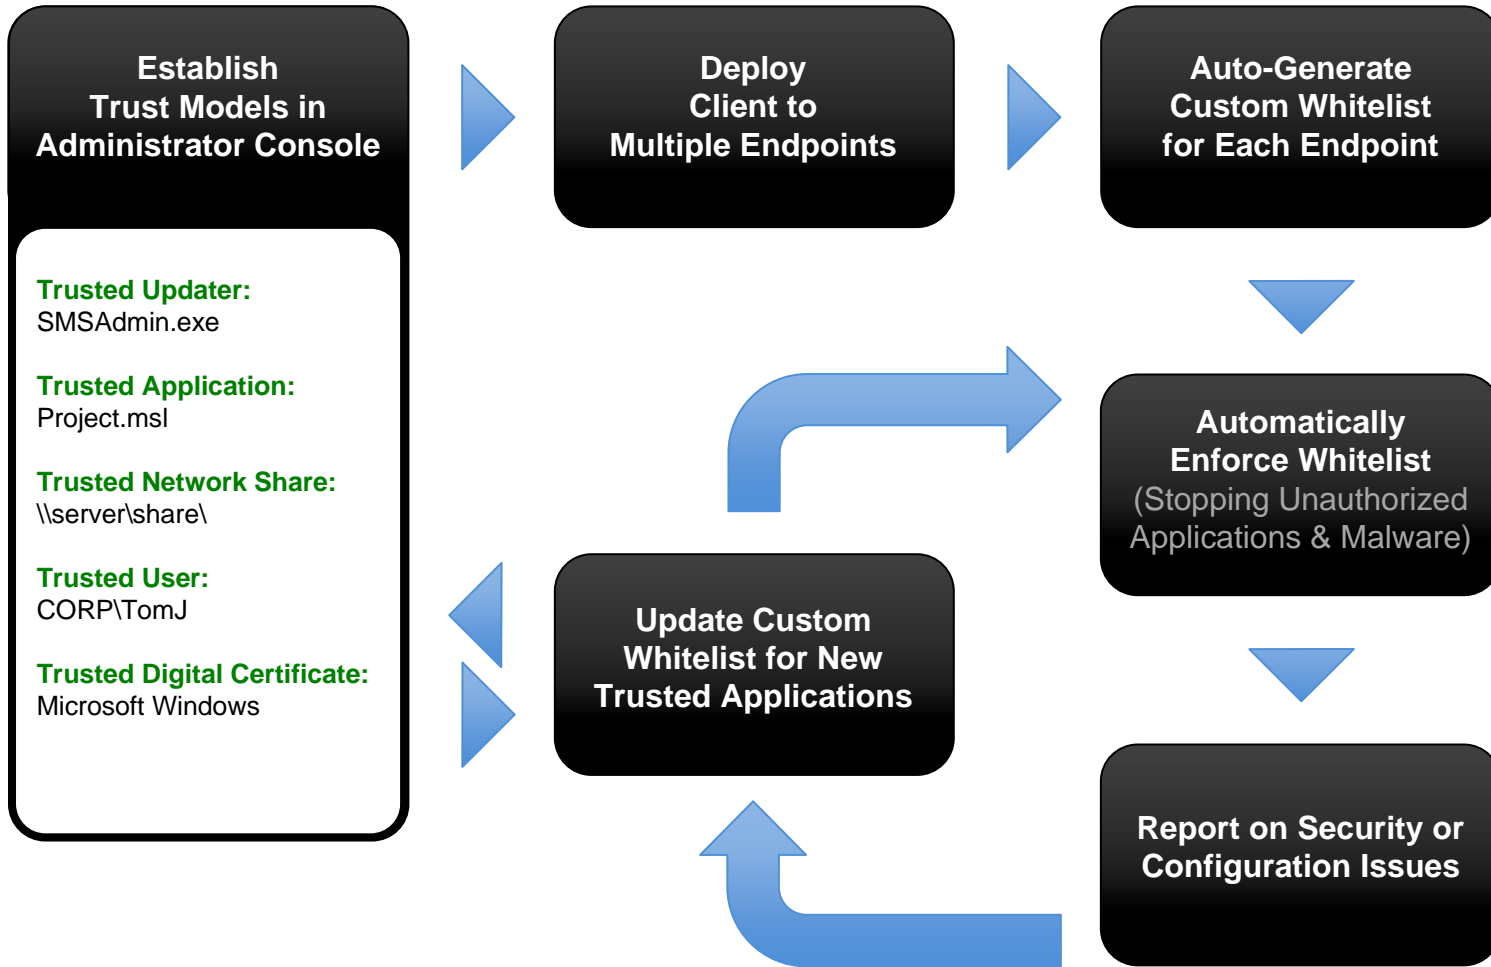 Establish
Trust Models in
Administrator Console
Trusted Updater:
SMSAdmin.exe
Trusted Application:
Project.msl
Trusted Network Share:
\\server\share\
Trusted User:
CORP\TomJ
Trusted Digital Certificate:
Microsoft Windows
Deploy
Client to
Multiple Endpoints
Auto-Generate
Custom Whitelist
for Each Endpoint
Automatically
Enforce Whitelist
(Stopping Unauthorized
Applications & Malware)
Report on Security or
Configuration Issues
Update Custom
Whitelist for New
Trusted Applications